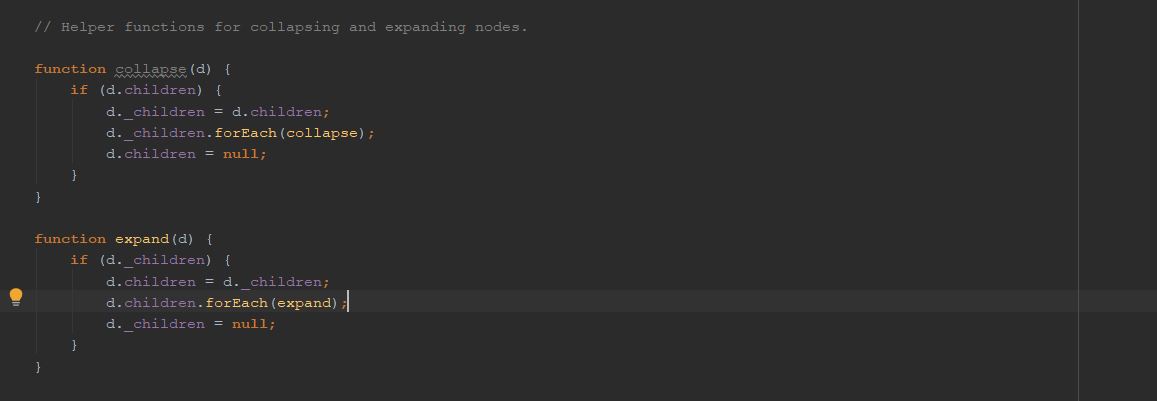 // Helper functions for collapsing and expanding nodes.
function collapse(d) {
if (d.children) {
d._children = d.children;
d._children.forEach(collapse);
d.children = null;
}
}
function expand(d) {
if (d._children) {
d.children = d._children;
d.children.forEach(expand);
d._children = null;
}
}